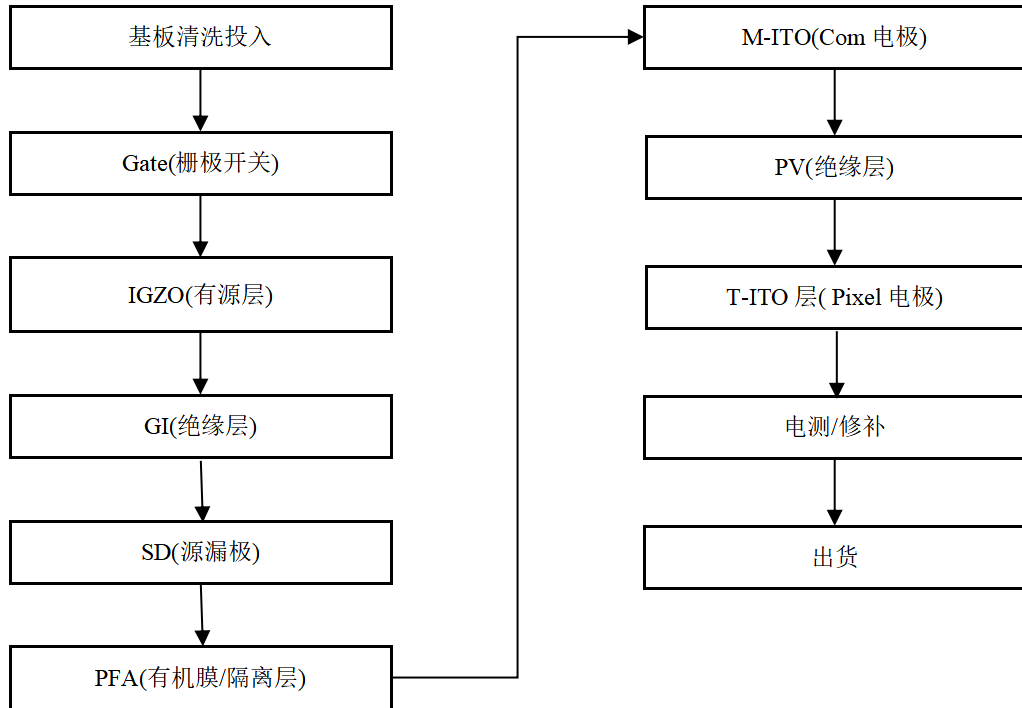 基板清洗投入
Gate(栅极开关)
IGZO(有源层)
GI(绝缘层)
SD(源漏极)
PFA(有机膜/隔离层)
M-ITO(Com 电极)
PV(绝缘层)
T-ITO 层( Pixel 电极)
电测/修补
出货